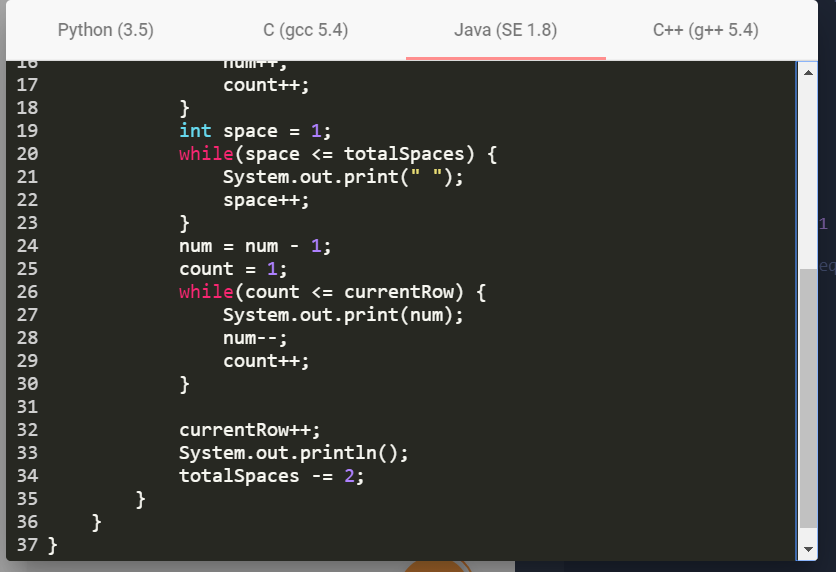 Python (3.5) C (gcc 5.4) Java (SE 1.8) C++ (g++ 5.4)
16 num++;
17 count++;
18 }
19 int space = 1;
20 while(space <= totalSpaces) {
21 System.out.print(" ");
22 space++;
23 }
24 num = num - 1;
25 count = 1;
26 while(count <= currentRow) {
27 System.out.print(num);
28 num--;
29 count++;
30 }
31
32 currentRow++;
33 System.out.println();
34 totalSpaces -= 2;
35 }
36 }
37 }
1
eq